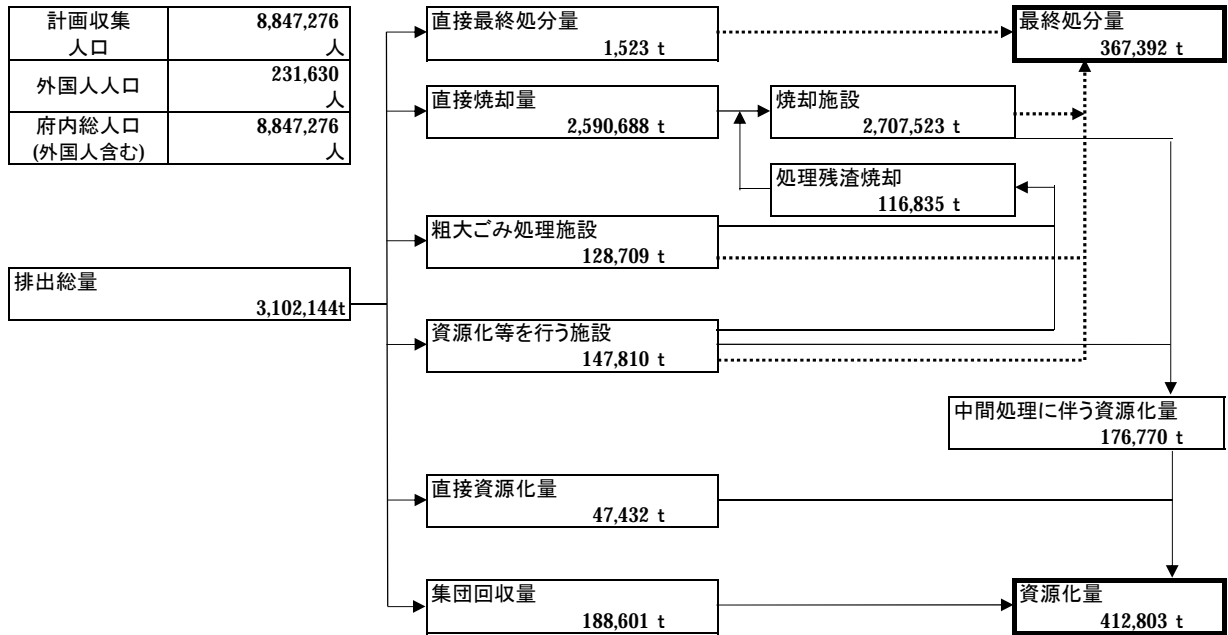 計画収集
人口
8,847,276
人
外国人人口
231,630
人
府内総人口
(外国人含む)
8,847,276
人
排出総量
3,102,144t
直接最終処分量
1,523 t
最終処分量
367,392 t
直接焼却量
2,590,688 t
焼却施設
2,707,523 t
処理残渣焼却
116,835 t
粗大ごみ処理施設
128,709 t
資源化等を行う施設
147,810 t
中間処理に伴う資源化量
176,770 t
直接資源化量
47,432 t
集団回収量
188,601 t
資源化量
412,803 t